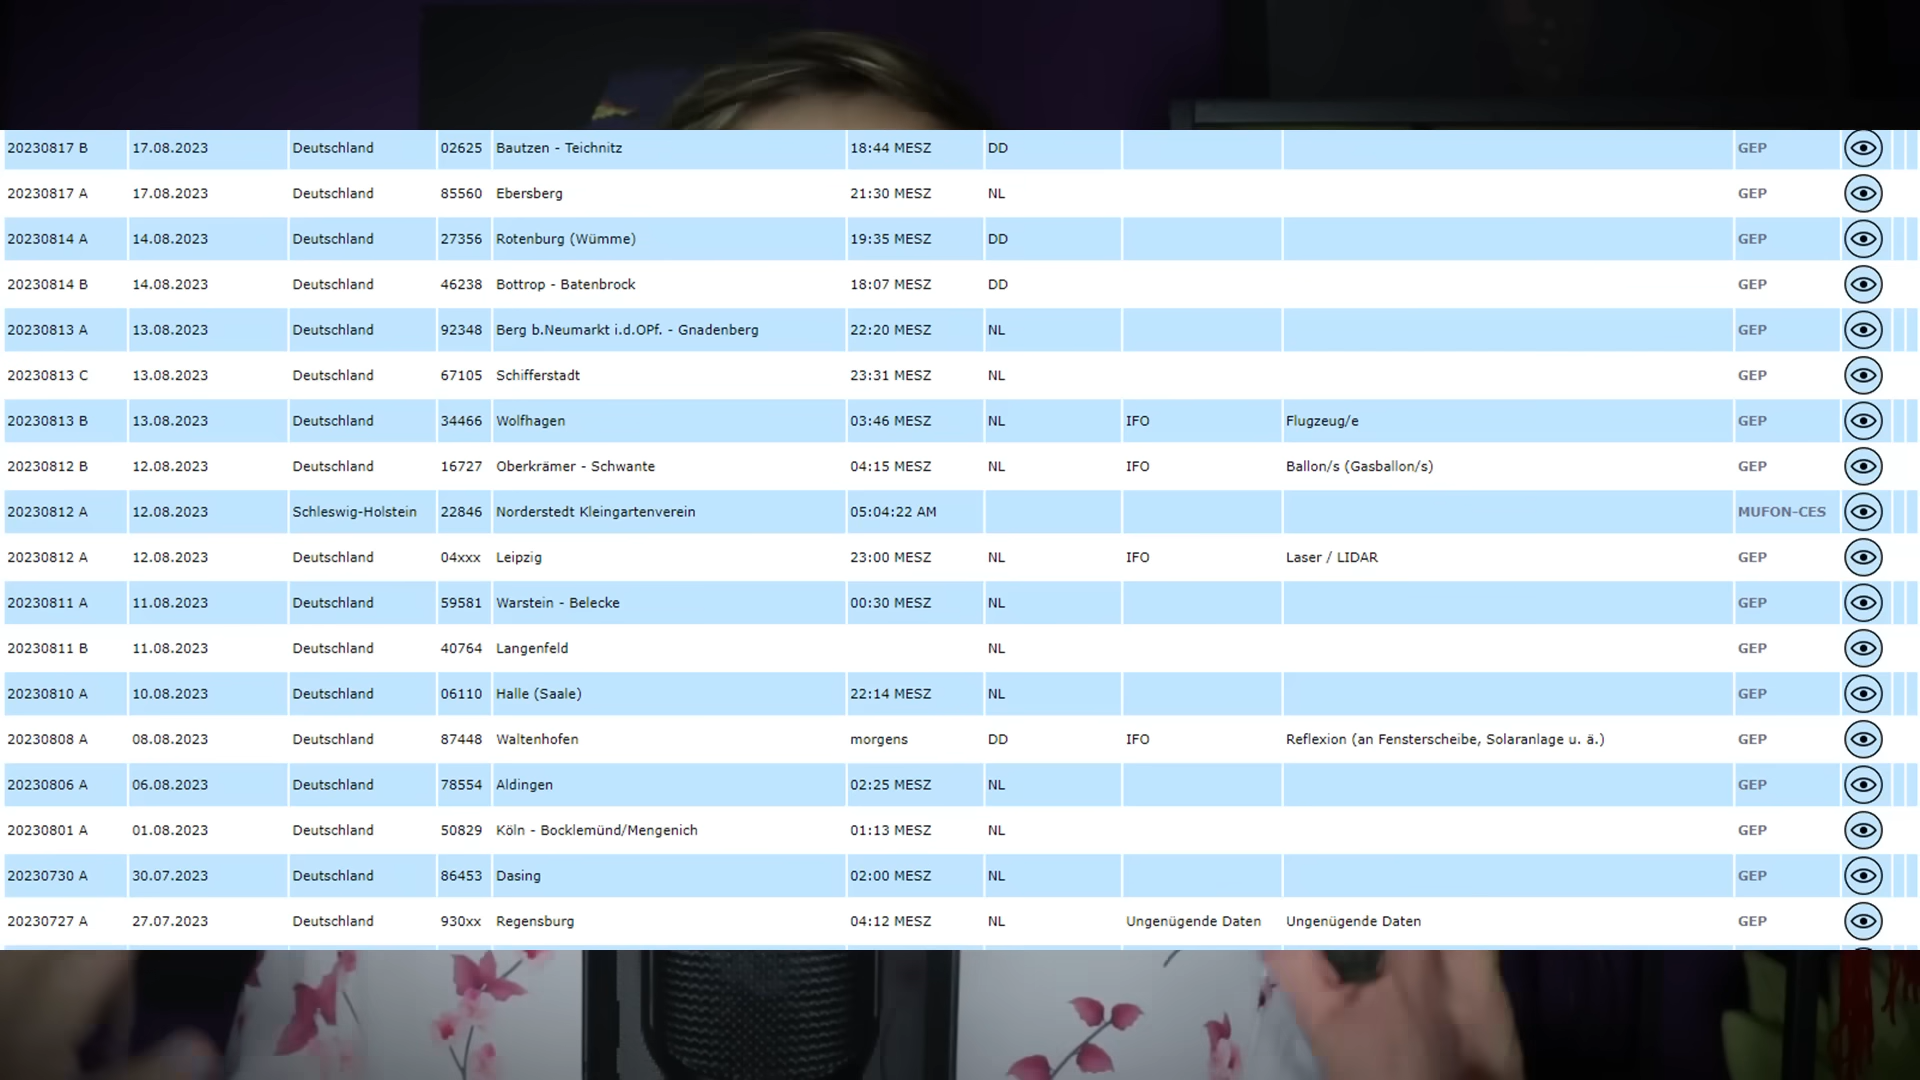 20230817 B 17.08.2023 Deutschland 02625 Bautzen - Teichnitz 18:44 MESZ DD GEP
20230817 A 17.08.2023 Deutschland 85560 Ebersberg 21:30 MESZ NL GEP
20230814 A 14.08.2023 Deutschland 27356 Rotenburg (Wümme) 19:35 MESZ DD GEP
20230814 B 14.08.2023 Deutschland 46238 Bottrop - Batenbrock 18:07 MESZ DD GEP
20230813 A 13.08.2023 Deutschland 92348 Berg b.Neumarkt i.d.OPf. - Gnadenberg 22:20 MESZ NL GEP
20230813 C 13.08.2023 Deutschland 67105 Schifferstadt 23:31 MESZ NL GEP
20230813 B 13.08.2023 Deutschland 34466 Wolfhagen 03:46 MESZ NL IFO Flugzeug/e GEP
20230812 B 12.08.2023 Deutschland 16727 Oberkrämer - Schwante 04:15 MESZ NL IFO Ballon/s (Gasballon/s) GEP
20230812 A 12.08.2023 Schleswig-Holstein 22846 Norderstedt Kleingartenverein 05:04:22 AM MUFON-CES
20230812 A 12.08.2023 Deutschland 04xxx Leipzig 23:00 MESZ NL IFO Laser / LIDAR GEP
20230811 A 11.08.2023 Deutschland 59581 Warstein - Belecke 00:30 MESZ NL GEP
20230811 B 11.08.2023 Deutschland 40764 Langenfeld NL GEP
20230810 A 10.08.2023 Deutschland 06110 Halle (Saale) 22:14 MESZ NL GEP
20230808 A 08.08.2023 Deutschland 87448 Waltenhofen morgens DD IFO Reflexion (an Fensterscheibe, Solaranlage u. ä.) GEP
20230806 A 06.08.2023 Deutschland 78554 Aldingen 02:25 MESZ NL GEP
20230801 A 01.08.2023 Deutschland 50829 Köln - Bocklemünd/Mengenich 01:13 MESZ NL GEP
20230730 A 30.07.2023 Deutschland 86453 Dasing 02:00 MESZ NL GEP
20230727 A 27.07.2023 Deutschland 930xx Regensburg 04:12 MESZ NL Ungenügende Daten Ungenügende Daten GEP